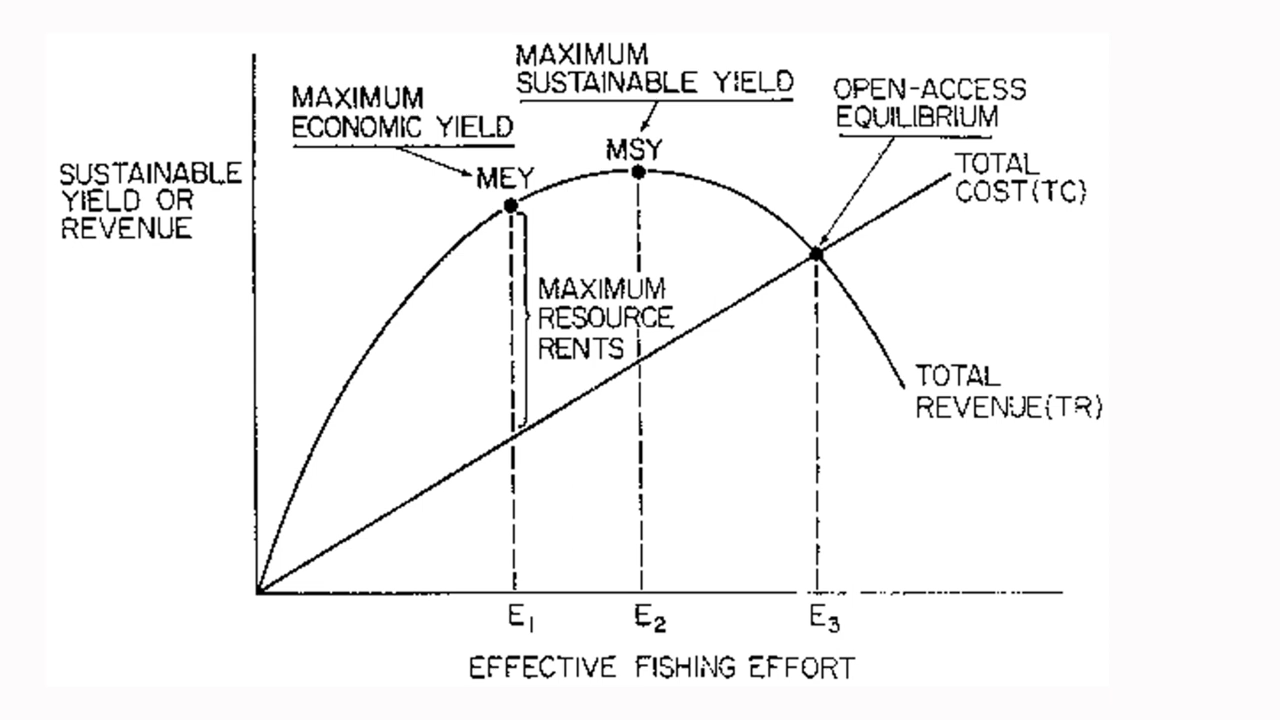 MAXIMUM
SUSTAINABLE YIELD
MAXIMUM
ECONOMIC YIELD
OPEN-ACCESS
EQUILIBRIUM
MSY
MEY
TOTAL
COST(TC)
SUSTAINABLE
YIELD OR
REVENUE
MAXIMUM
RESOURCE
RENTS
TOTAL
REVENUE(TR)
E1
E2
E3
EFFECTIVE FISHING EFFORT